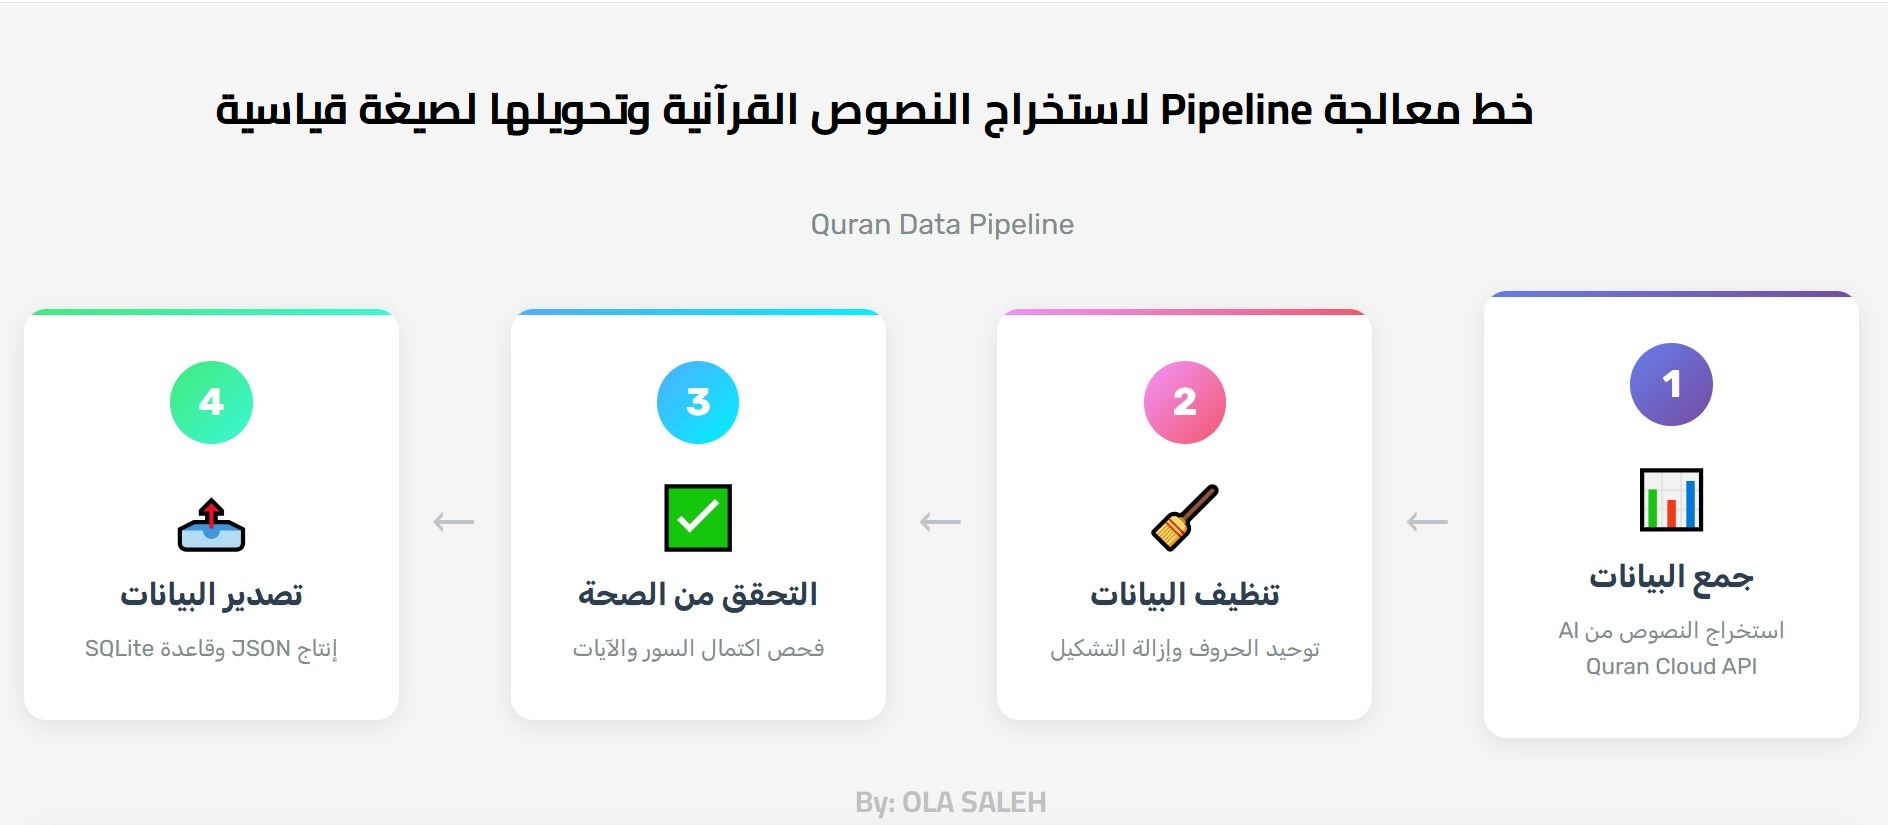 خط معالجة Pipeline لاستخراج النصوص القرآنية وتحويلها لصيغة قياسية
Quran Data Pipeline
1
جمع البيانات
استخراج النصوص من Al
Quran Cloud API
2
تنظيف البيانات
توحيد الحروف وإزالة التشكيل
3
التحقق من الصحة
فحص اكتمال السور والآيات
4
تصدير البيانات
إنتاج JSON وقاعدة SQLite
By: OLA SALEH